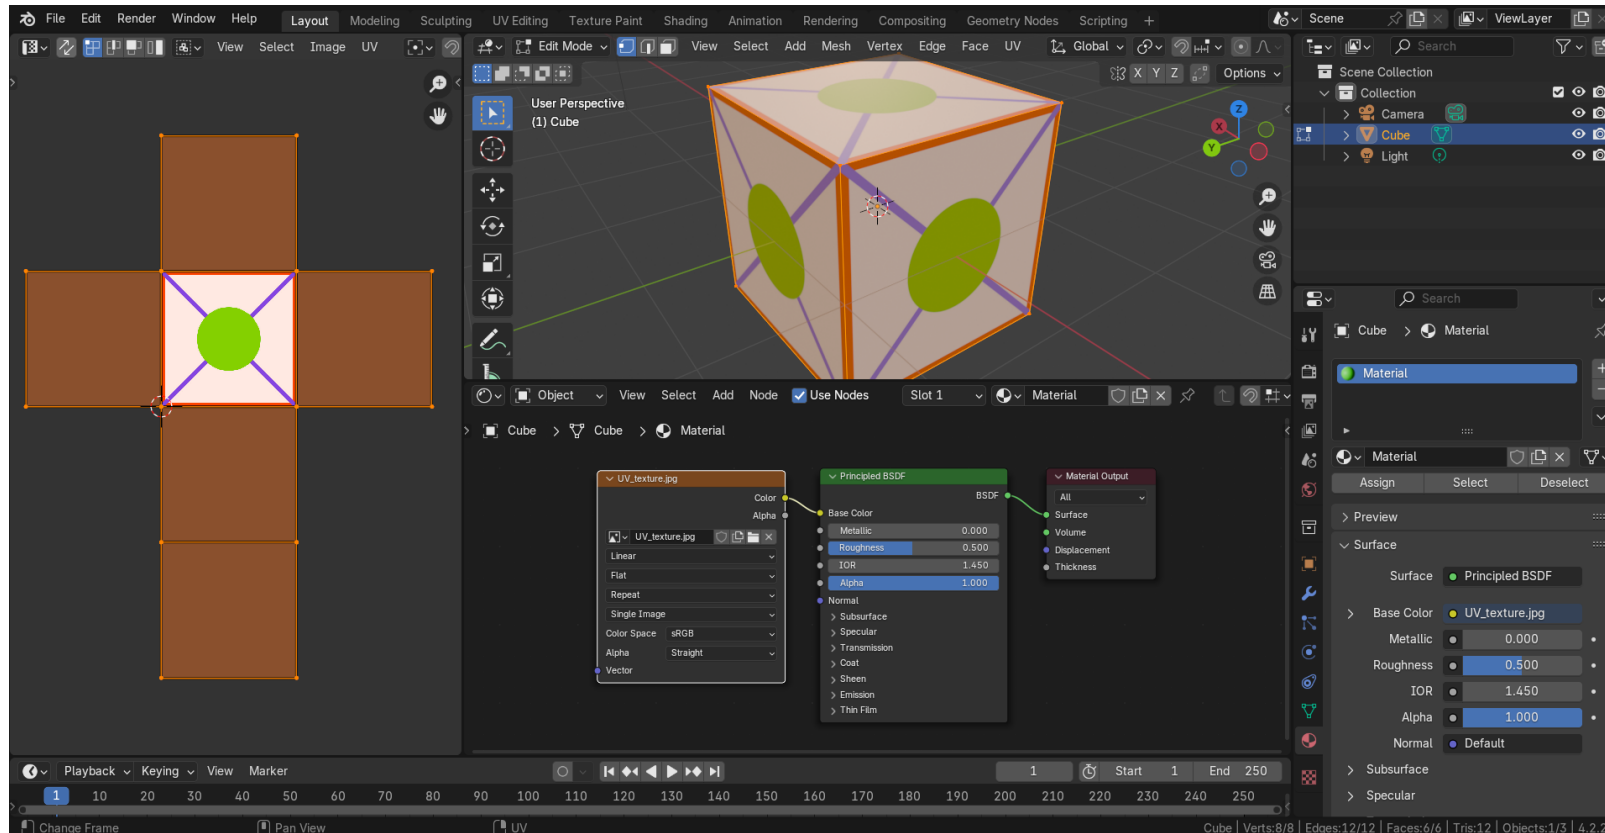 File Edit Render Window Help Layout Modeling Sculpting UV Editing Texture Paint Shading Animation Rendering Compositing Geometry Nodes Scripting + Scene ViewLayer
View Select Image UV
Edit Mode View Select Add Mesh Vertex Edge Face UV Global
X Y Z Options
User Perspective
(1) Cube
Z
X
Y
Search
Scene Collection
Collection
Camera
Cube
Light
Object View Select Add Node Use Nodes Slot 1 Material
Cube > Cube > Material
UV_texture.jpg
Color
Alpha
UV_texture.jpg
Linear
Flat
Repeat
Single Image
Color Space sRGB
Alpha Straight
Vector
Principled BSDF
BSDF
Base Color
Metallic 0.000
Roughness 0.500
IOR 1.450
Alpha 1.000
Normal
Subsurface
Specular
Transmission
Coat
Sheen
Emission
Thin Film
Material Output
All
Surface
Volume
Displacement
Thickness
Search
Cube > Material
Material
Material
Assign Select Deselect
Preview
Surface
Surface Principled BSDF
Base Color UV_texture.jpg
Metallic 0.000
Roughness 0.500
IOR 1.450
Alpha 1.000
Normal Default
Subsurface
Specular
Playback Keying View Marker 1 Start 1 End 250
1 10 20 30 40 50 60 70 80 90 100 110 120 130 140 150 160 170 180 190 200 210 220 230 240 250
Change Frame Pan View UV Cube | Verts:8/8 | Edges:12/12 | Faces:6/6 | Tris:12 | Objects:1/3 | 4.2.2